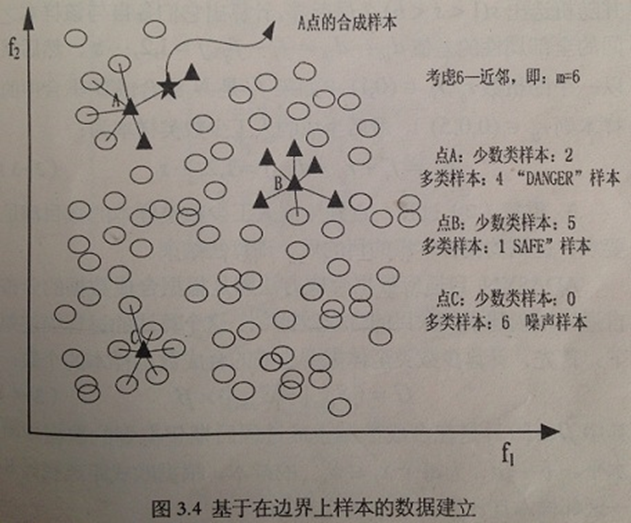 f₂
A点的合成样本
考虑6一近邻，即：m=6
A
点A：少数类样本：2
多类样本：4 “DANGER”样本
B
点B：少数类样本：5
多类样本：1 SAFE”样本
点C：少数类样本：0
多类样本：6 噪声样本
C
f₁
图 3.4 基于在边界上样本的数据建立